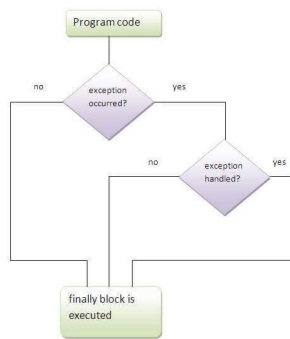 Program code
no
exception
occurred?
yes
no
exception
handled?
yes
finally block is
executed